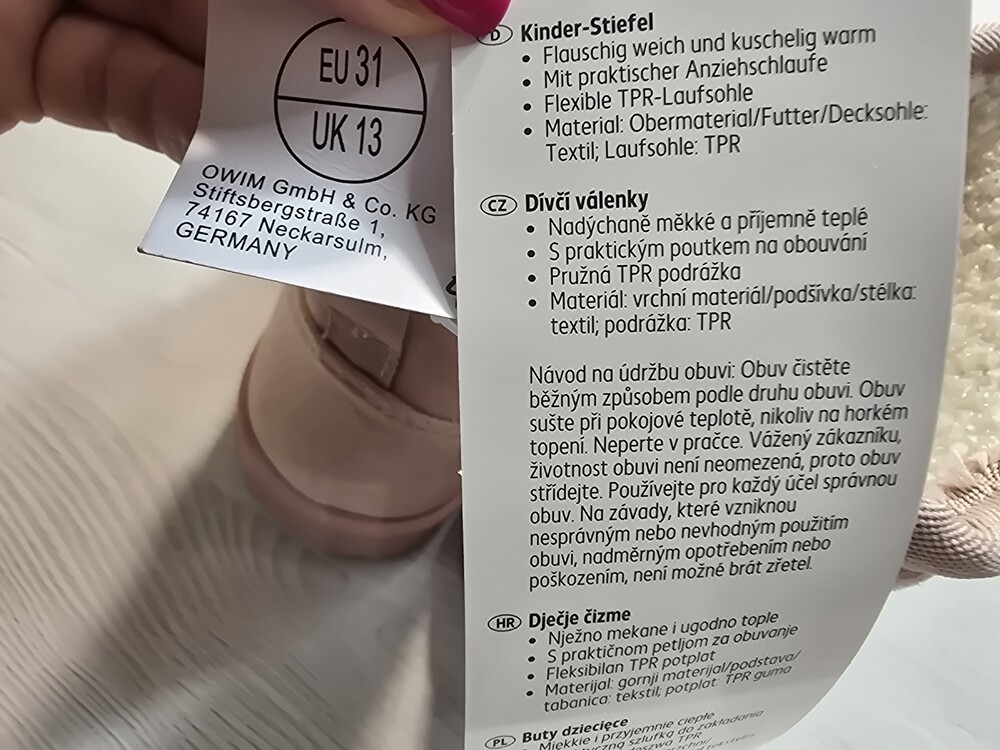 EU 31
UK 13
OWIM GmbH & Co. KG
Stiftsbergstraße 1,
74167 Neckarsulm,
GERMANY
D Kinder-Stiefel
• Flauschig weich und kuschelig warm
• Mit praktischer Anziehschlaufe
• Flexible TPR-Laufsohle
• Material: Obermaterial/Futter/Decksohle:
Textil; Laufsohle: TPR
CZ Dívčí válenky
• Nadýchaně měkké a příjemně teplé
• S praktickým poutkem na obouvání
• Pružná TPR podrážka
• Materiál: vrchní materiál/podšívka/stélka:
textil; podrážka: TPR
Návod na údržbu obuvi: Obuv čistěte
běžným způsobem podle druhu obuvi. Obuv
sušte při pokojové teplotě, nikoliv na horkém
topení. Neperte v pračce. Vážený zákazníku,
životnost obuvi není neomezená, proto obuv
střídejte. Používejte pro každý účel správnou
obuv. Na závady, které vzniknou
nesprávným nebo nevhodným použitím
obuvi, nadměrným opotřebením nebo
poškozením, není možné brát zřetel.
HR Dječje čizme
• Nježno mekane i ugodno tople
• S praktičnom petljom za obuvanje
• Fleksibilan TPR potplat
• Materijal: gornji materijal/podstava/
tabanica: tekstil; potplat: TPR guma
PL Buty dziecięce
• Miękkie i przyjemnie ciepłe
szlufką do zakładania
TPR